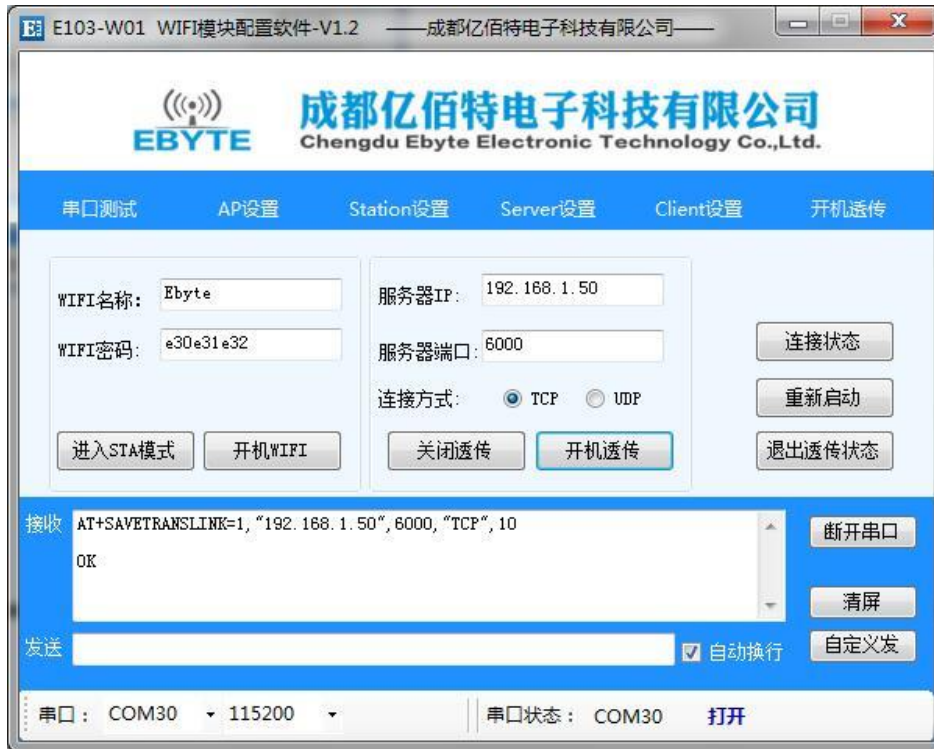 E103-W01 WIFI模块配置软件-V1.2 ——成都亿佰特电子科技有限公司——
EBYTE
成都亿佰特电子科技有限公司
Chengdu Ebyte Electronic Technology Co.,Ltd.
串口测试 AP设置 Station设置 Server设置 Client设置 开机透传
WIFI名称: Ebyte
WIFI密码: e30e31e32
服务器IP: 192.168.1.50
服务器端口: 6000
连接方式: TCP UDP
进入STA模式 开机WIFI 关闭透传 开机透传
连接状态
重新启动
退出透传状态
接收 AT+SAVETRANSLINK=1, "192.168.1.50", 6000, "TCP", 10
OK
断开串口
清屏
发送 自动换行 自定义发
串口: COM30 115200 串口状态: COM30 打开